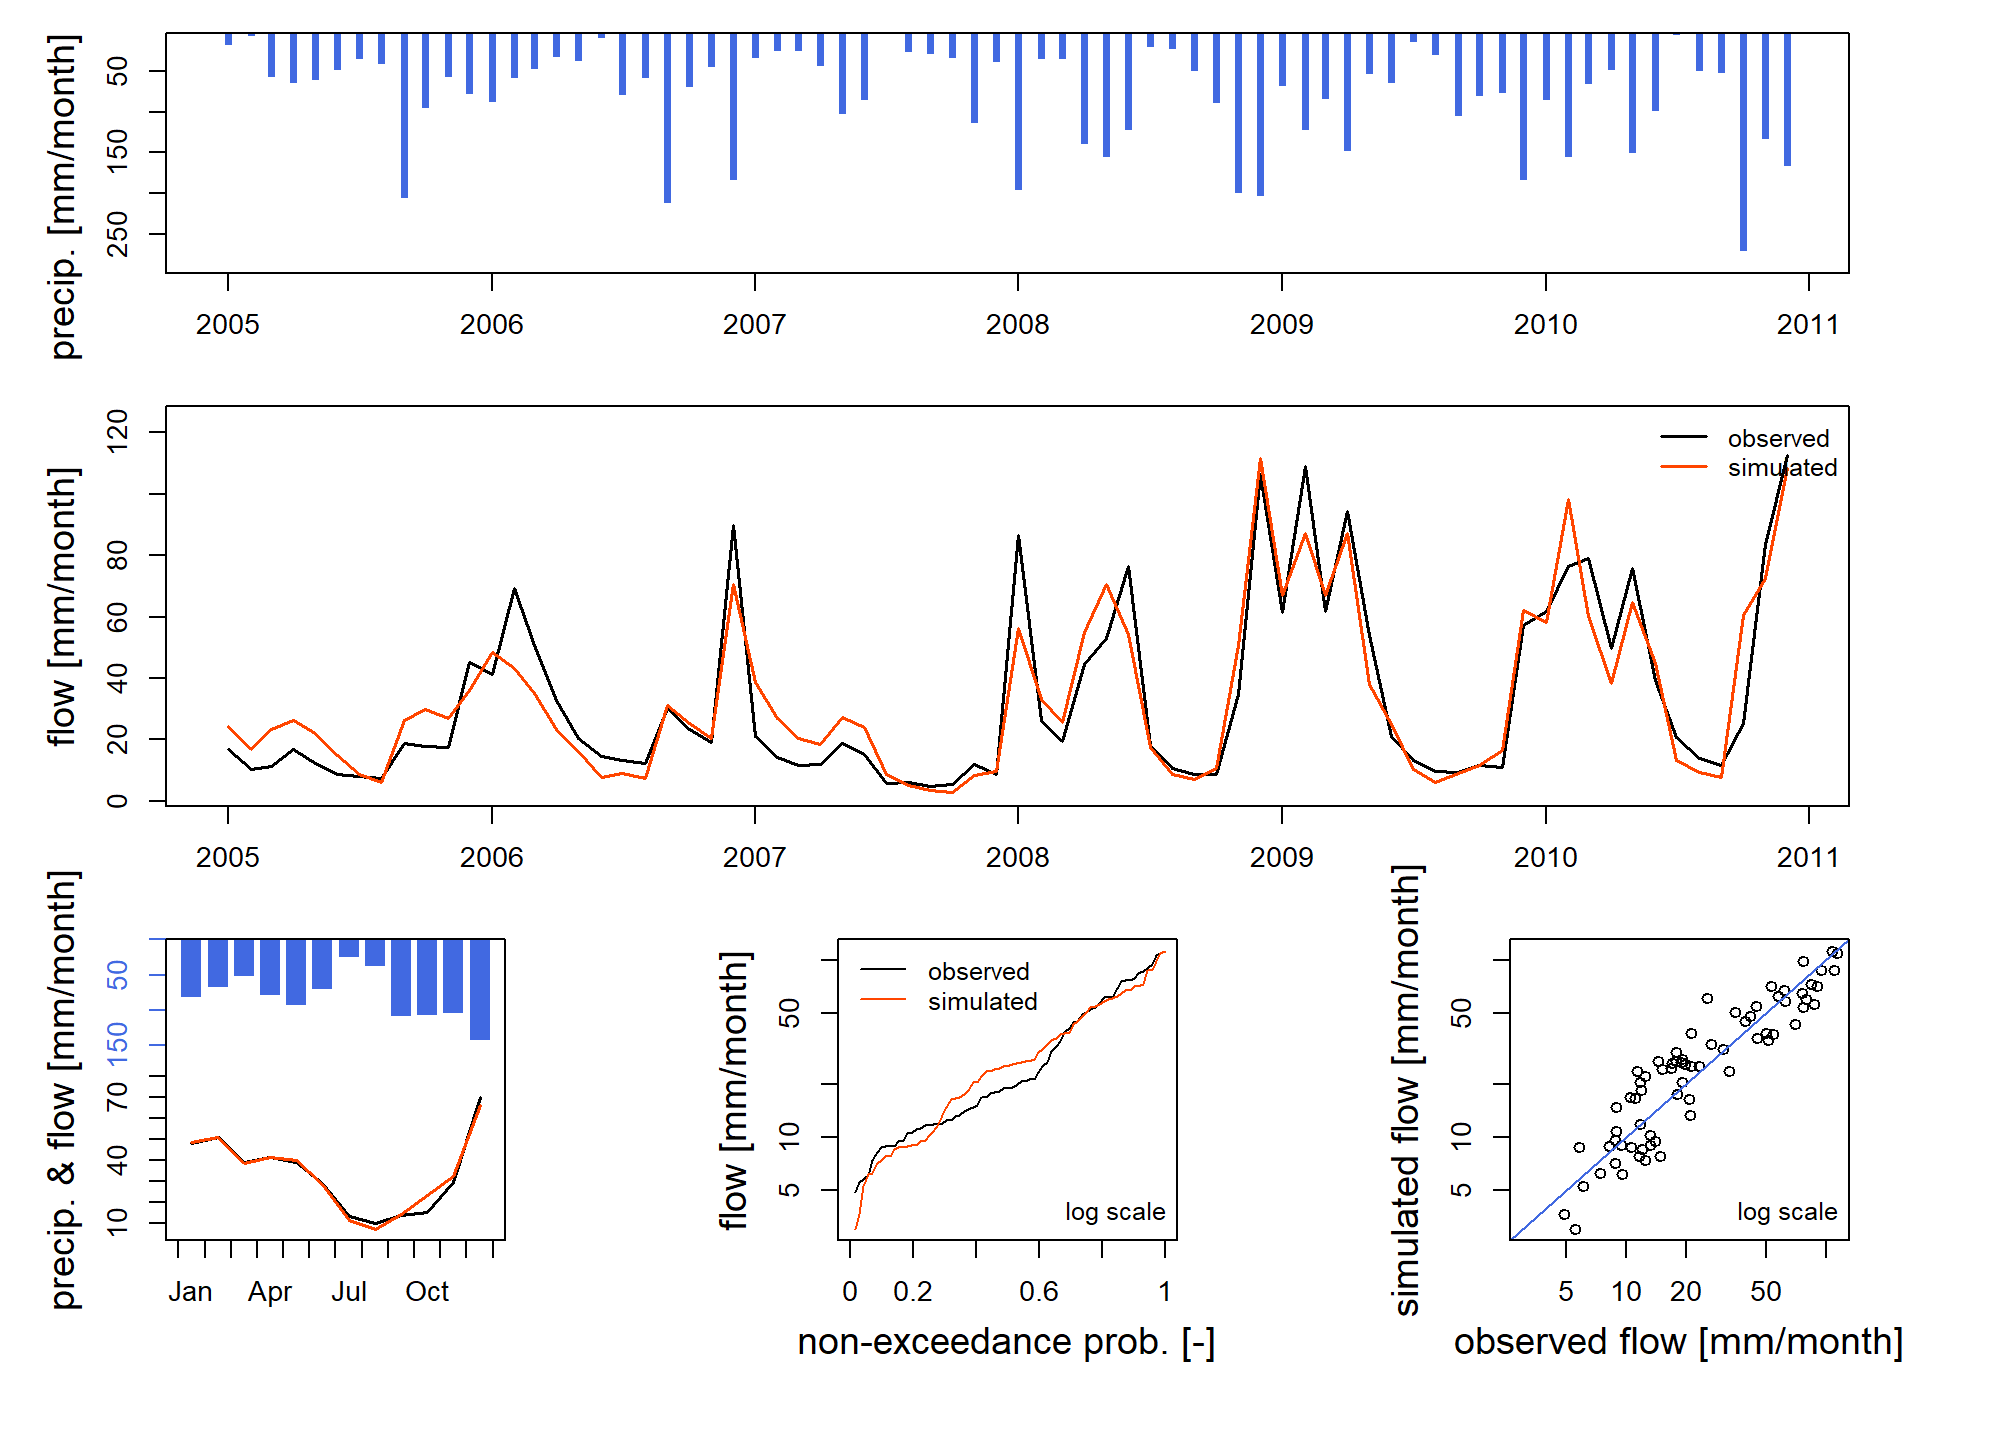 precip. [mm/month]
50
150
250
2005 2006 2007 2008 2009 2010 2011
flow [mm/month]
120
80
60
40
20
0
observed
simulated
2005 2006 2007 2008 2009 2010 2011
precip. & flow [mm/month]
50
150
70
40
10
Jan Apr Jul Oct
flow [mm/month]
50
10
5
observed
simulated
log scale
0 0.2 0.6 1
non-exceedance prob. [-]
simulated flow [mm/month]
50
10
5
log scale
5 10 20 50
observed flow [mm/month]